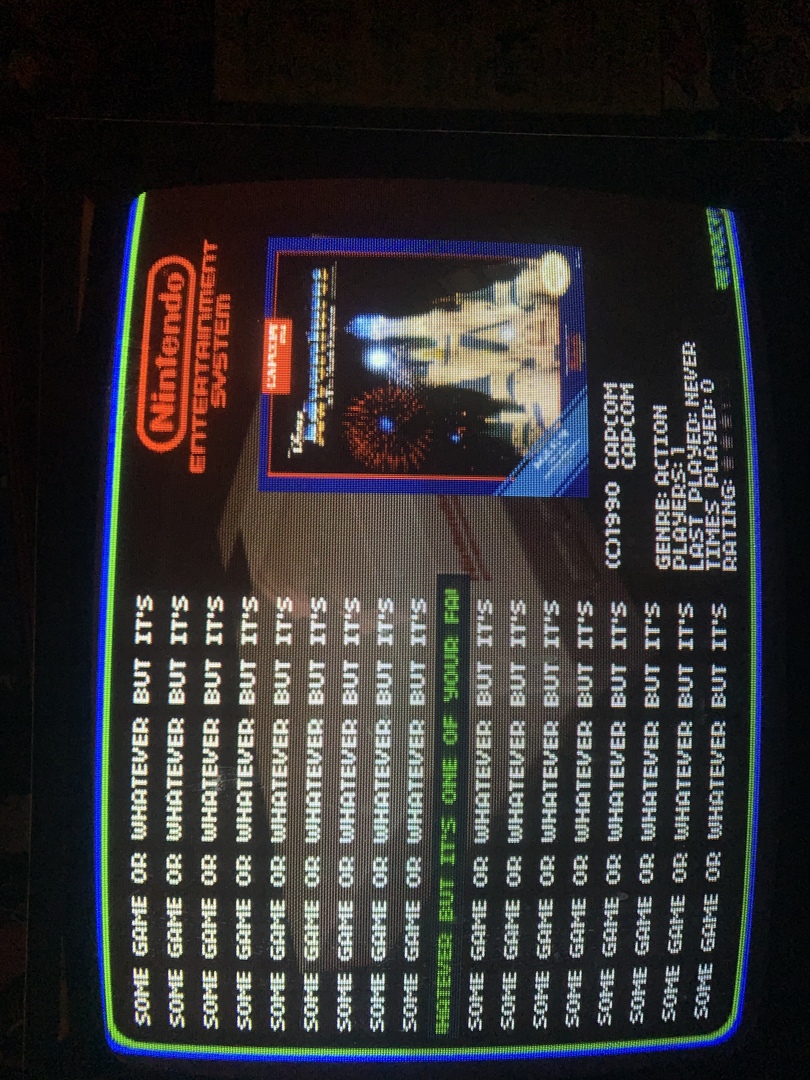 SOME GAME OR WHATEVER BUT IT'S
SOME GAME OR WHATEVER BUT IT'S
SOME GAME OR WHATEVER BUT IT'S
SOME GAME OR WHATEVER BUT IT'S
SOME GAME OR WHATEVER BUT IT'S
SOME GAME OR WHATEVER BUT IT'S
SOME GAME OR WHATEVER BUT IT'S
SOME GAME OR WHATEVER BUT IT'S
SOME GAME OR WHATEVER BUT IT'S
HATEVER BUT IT'S ONE OF YOUR FA
SOME GAME OR WHATEVER BUT IT'S
SOME GAME OR WHATEVER BUT IT'S
SOME GAME OR WHATEVER BUT IT'S
SOME GAME OR WHATEVER BUT IT'S
SOME GAME OR WHATEVER BUT IT'S
SOME GAME OR WHATEVER BUT IT'S
SOME GAME OR WHATEVER BUT IT'S
SOME GAME OR WHATEVER BUT IT'S
Nintendo
ENTERTAINMENT
SYSTEM
CAPCOM
Disney
Adventures
(C)1990 CAPCOM
CAPCOM
GENRE: ACTION
PLAYERS: 1
LAST PLAYED: NEVER
TIMES PLAYED: 0
RATING: